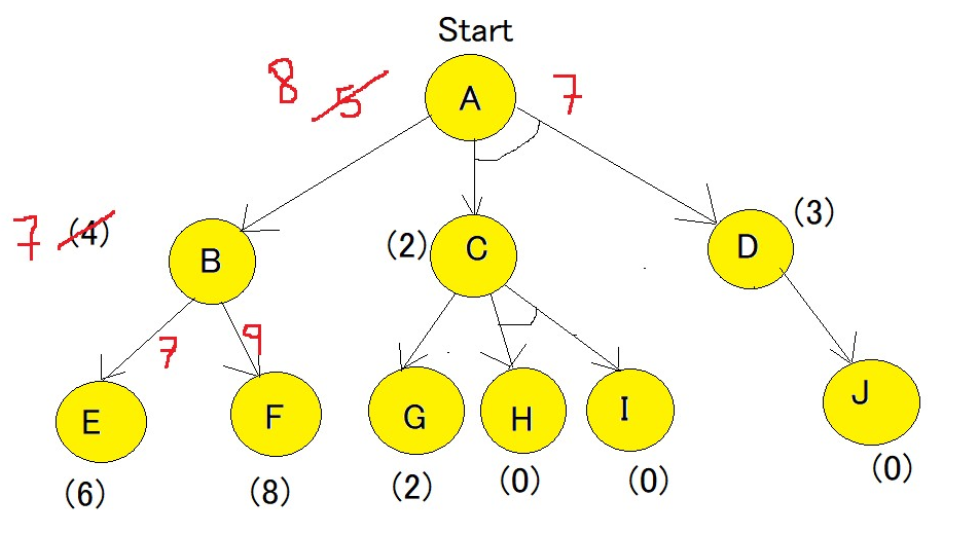 Start
8 5 A 7
7 (4) B (2) C D (3)
7 9
E F G H I J
(6) (8) (2) (0) (0) (0)